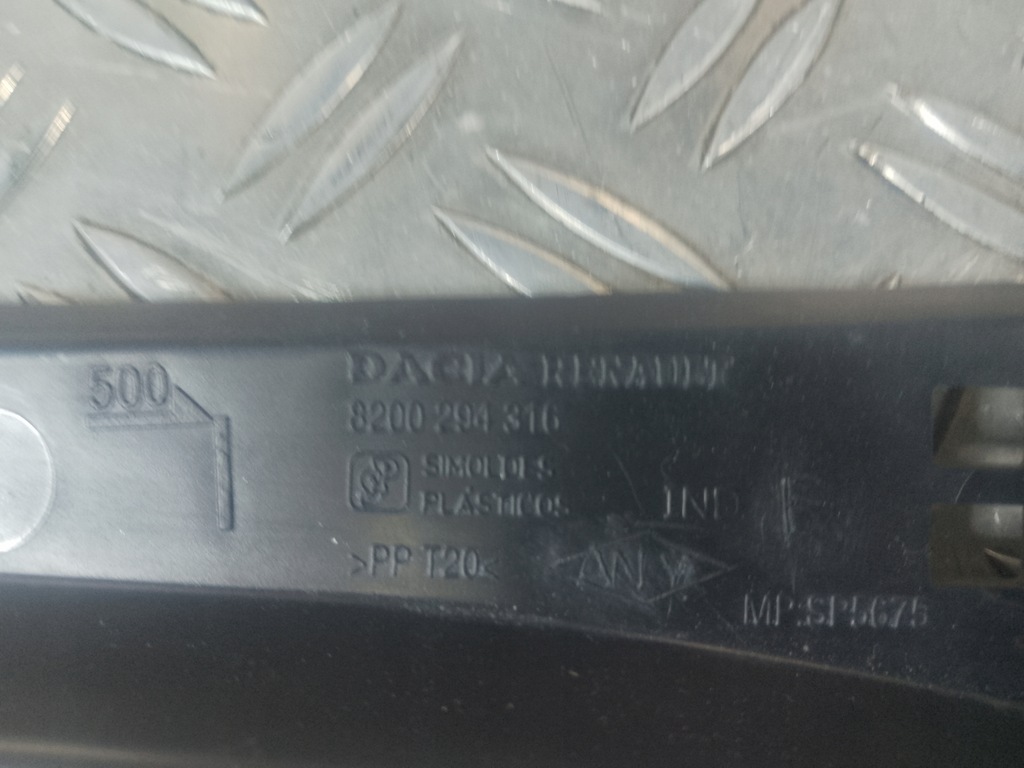 500
DACIA RENAULT
8200 294 316
SIMOLDES
PLÁSTICOS
IND F
>PP T20<
MP:SP5675